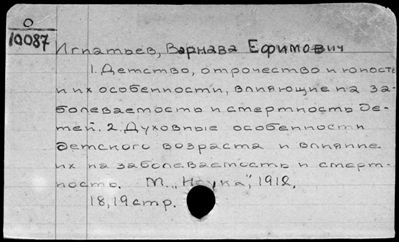 О
10087
Игнатьев, Варнава Ефимович
1. Детство, отрочество и юность
и их особенности, влияющие на за-
болеваемость и смертность де-
тей. 2. Духовные особенности
детского возраста и влияние
их на заболеваемость и смерт-
ность. М. „Наука", 1912,
18,19 стр.